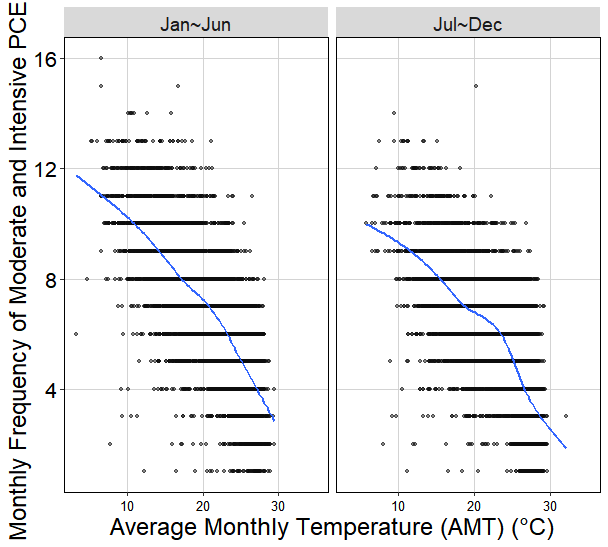 Jan~Jun
Jul~Dec
Monthly Frequency of Moderate and Intensive PCE
16
12
8
4
10
20
30
10
20
30
Average Monthly Temperature (AMT) (°C)